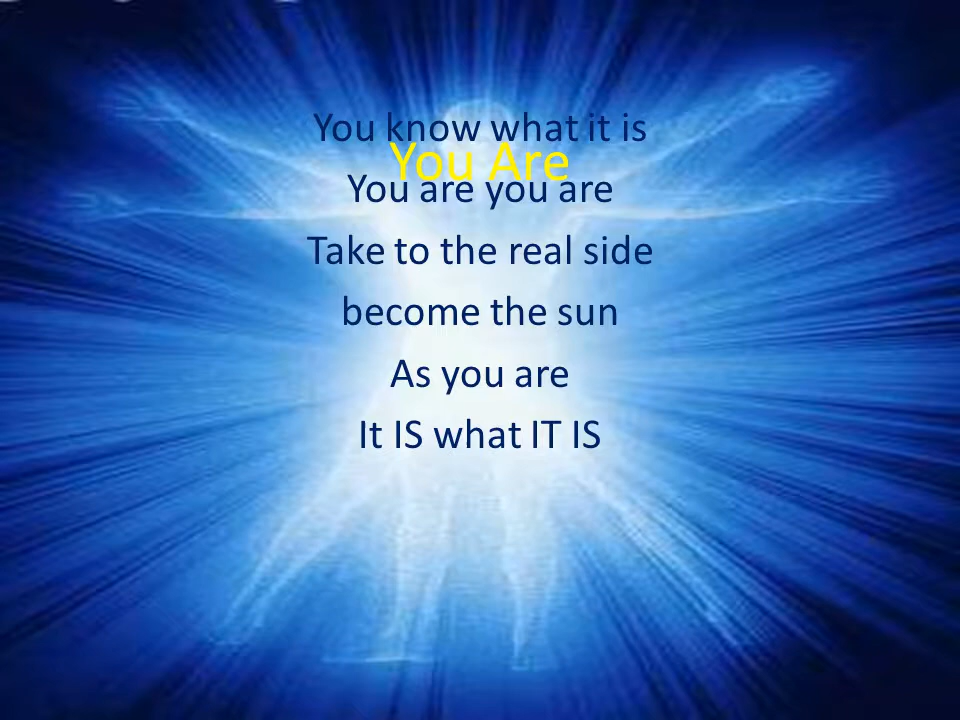 You know what it is
You Are
You are you are
Take to the real side
become the sun
As you are
It IS what IT IS